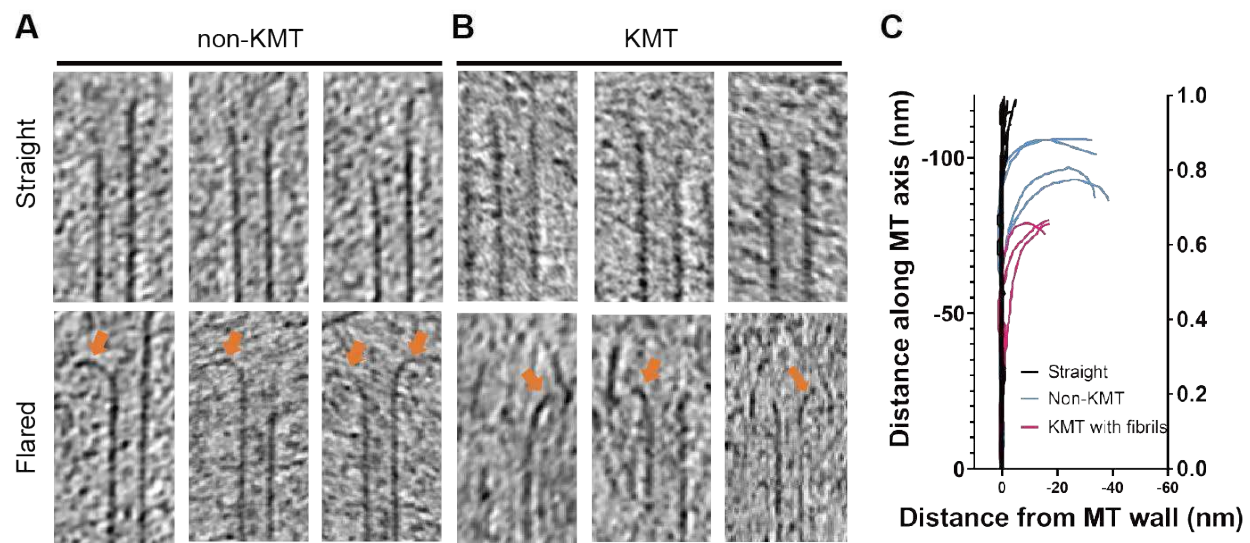 A
non-KMT
B
KMT
C
Straight
Flared
Distance along MT axis (nm)
-100
-50
0
1.0
0.8
0.6
0.4
0.2
0.0
Straight
Non-KMT
KMT with fibrils
0
-20
-40
-60
Distance from MT wall (nm)